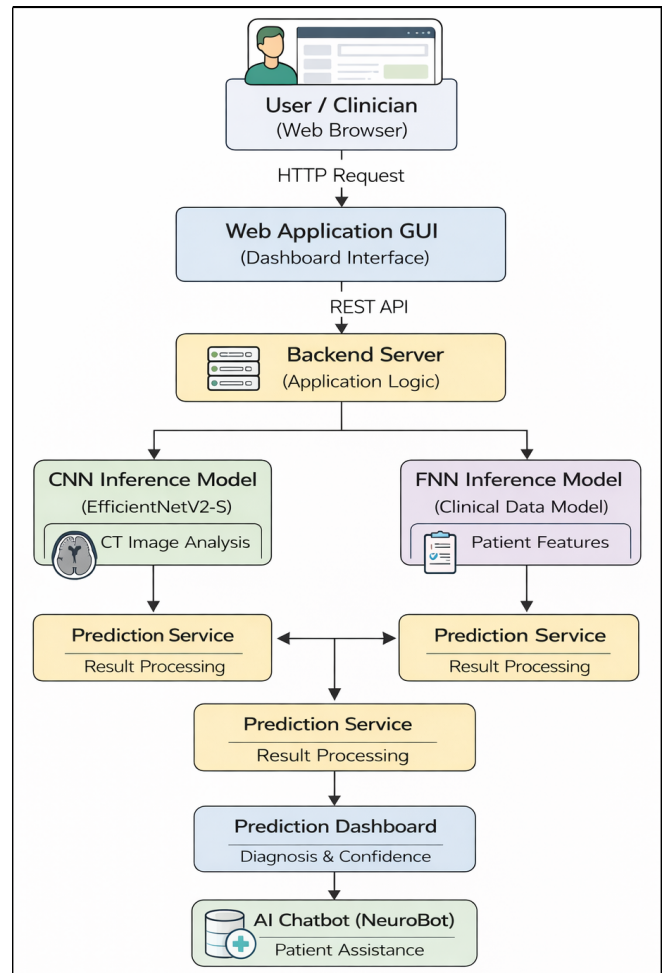 User / Clinician
(Web Browser)
HTTP Request
Web Application GUI
(Dashboard Interface)
REST API
Backend Server
(Application Logic)
CNN Inference Model
(EfficientNetV2-S)
CT Image Analysis
FNN Inference Model
(Clinical Data Model)
Patient Features
Prediction Service
Result Processing
Prediction Service
Result Processing
Prediction Service
Result Processing
Prediction Dashboard
Diagnosis & Confidence
AI Chatbot (NeuroBot)
Patient Assistance